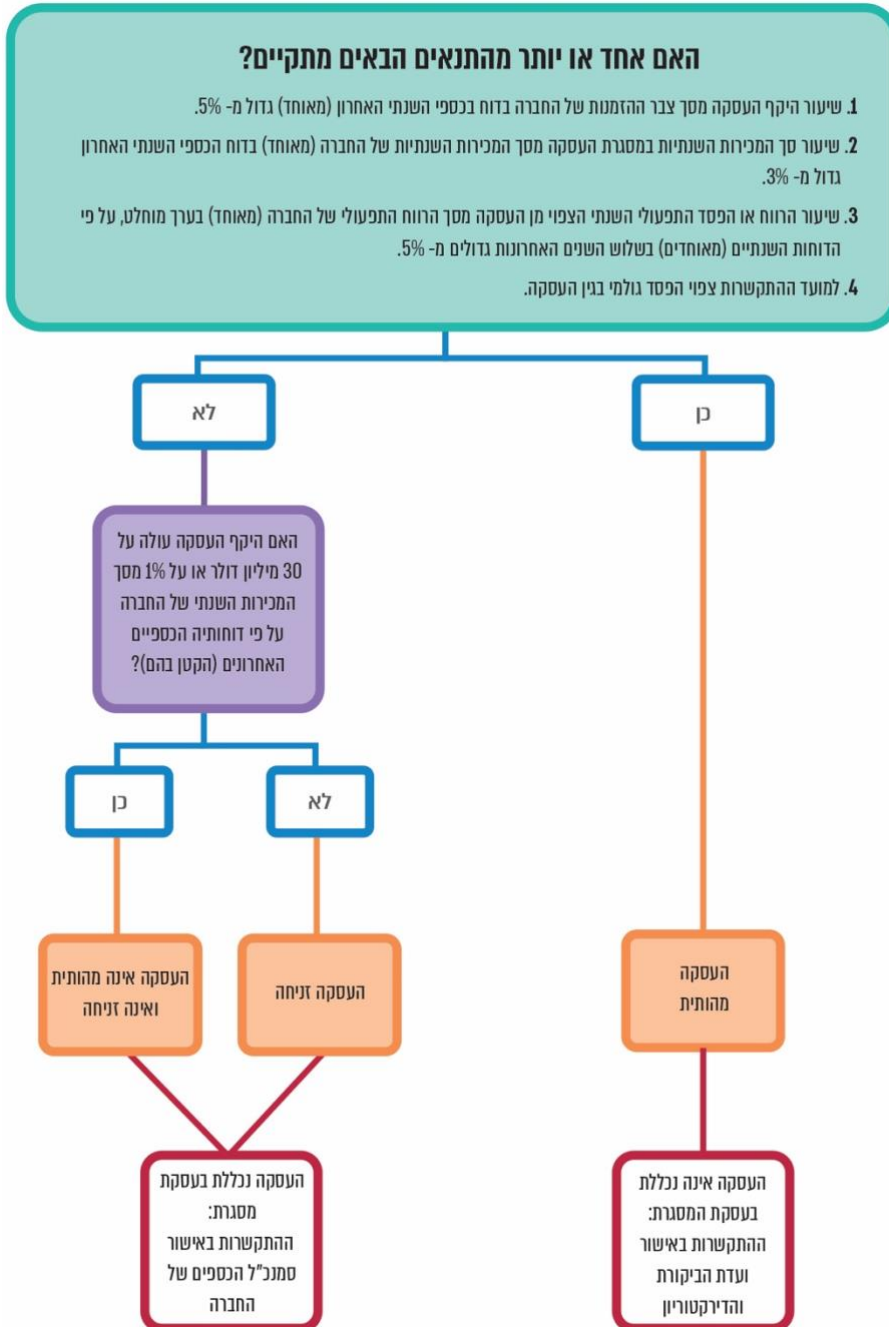 האם אחד או יותר מהתנאים הבאים מתקיים?
1. שיעור היקף העסקה מסך צבר ההזמנות של החברה בדוח בכספי השנתי האחרון (מאוחד) גדול מ- 5%.
2. שיעור סך המכירות השנתיות במסגרת העסקה מסך המכירות השנתיות של החברה (מאוחד) בדוח הכספי השנתי האחרון
גדול מ- 3%.
3. שיעור הרווח או הפסד התפעולי השנתי הצפוי מן העסקה מסך הרווח התפעולי של החברה (מאוחד) בערך מוחלט, על פי
הדוחות השנתיים (מאוחדים) בשלוש השנים האחרונות גדולים מ- 5%.
4. למועד ההתקשרות צפוי הפסד גולמי בגין העסקה.
כן
לא
האם היקף העסקה עולה על
30 מיליון דולר או על 1% מסך
המכירות השנתי של החברה
על פי דוחותיה הכספיים
האחרונים (הקטן בהם)?
לא
כן
העסקה
מהותית
העסקה זניחה
העסקה אינה מהותית
ואינה זניחה
העסקה אינה נכללת
בעסקת המסגרת:
ההתקשרות באישור
ועדת הביקורת
והדירקטוריון
העסקה נכללת בעסקת
מסגרת:
ההתקשרות באישור
סמנכ"ל הכספים של
החברה